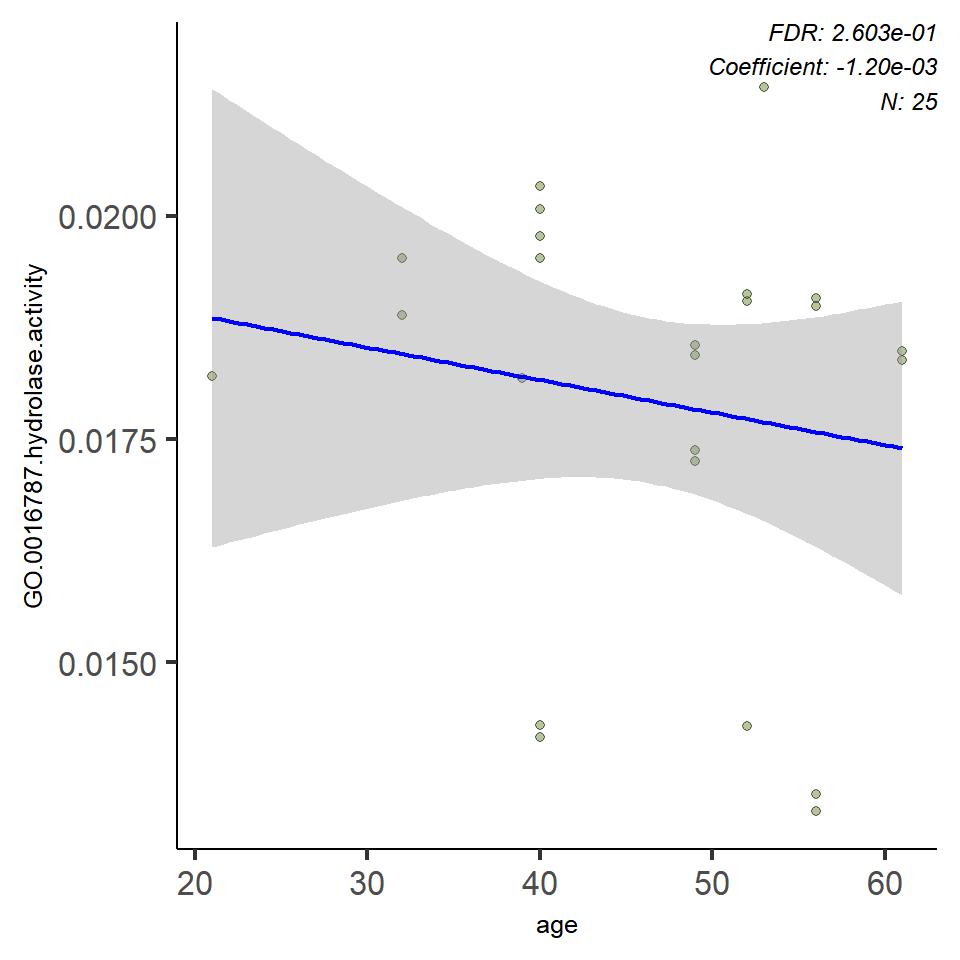 FDR: 2.603e-01
Coefficient: -1.20e-03
N: 25
GO.0016787.hydrolase.activity
0.0200
0.0175
0.0150
20 30 40 50 60
age